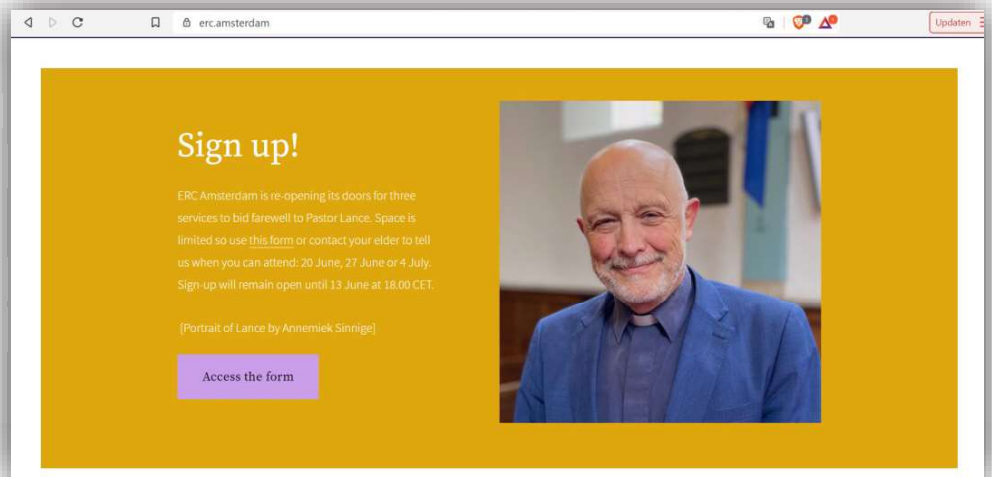 erc.amsterdam
Updaten
Sign up!
ERC Amsterdam is re-opening its doors for three
services to bid farewell to Pastor Lance. Space is
limited so use this form or contact your elder to tell
us when you can attend: 20 June, 27 June or 4 July.
Sign-up will remain open until 13 June at 18.00 CET.
[Portrait of Lance by Annemiek Sinnige]
Access the form